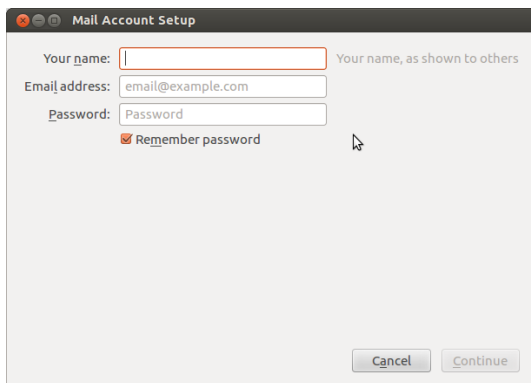 Mail Account Setup
Your name: Your name, as shown to others
Email address: email@example.com
Password: Password
Remember password
Cancel Continue